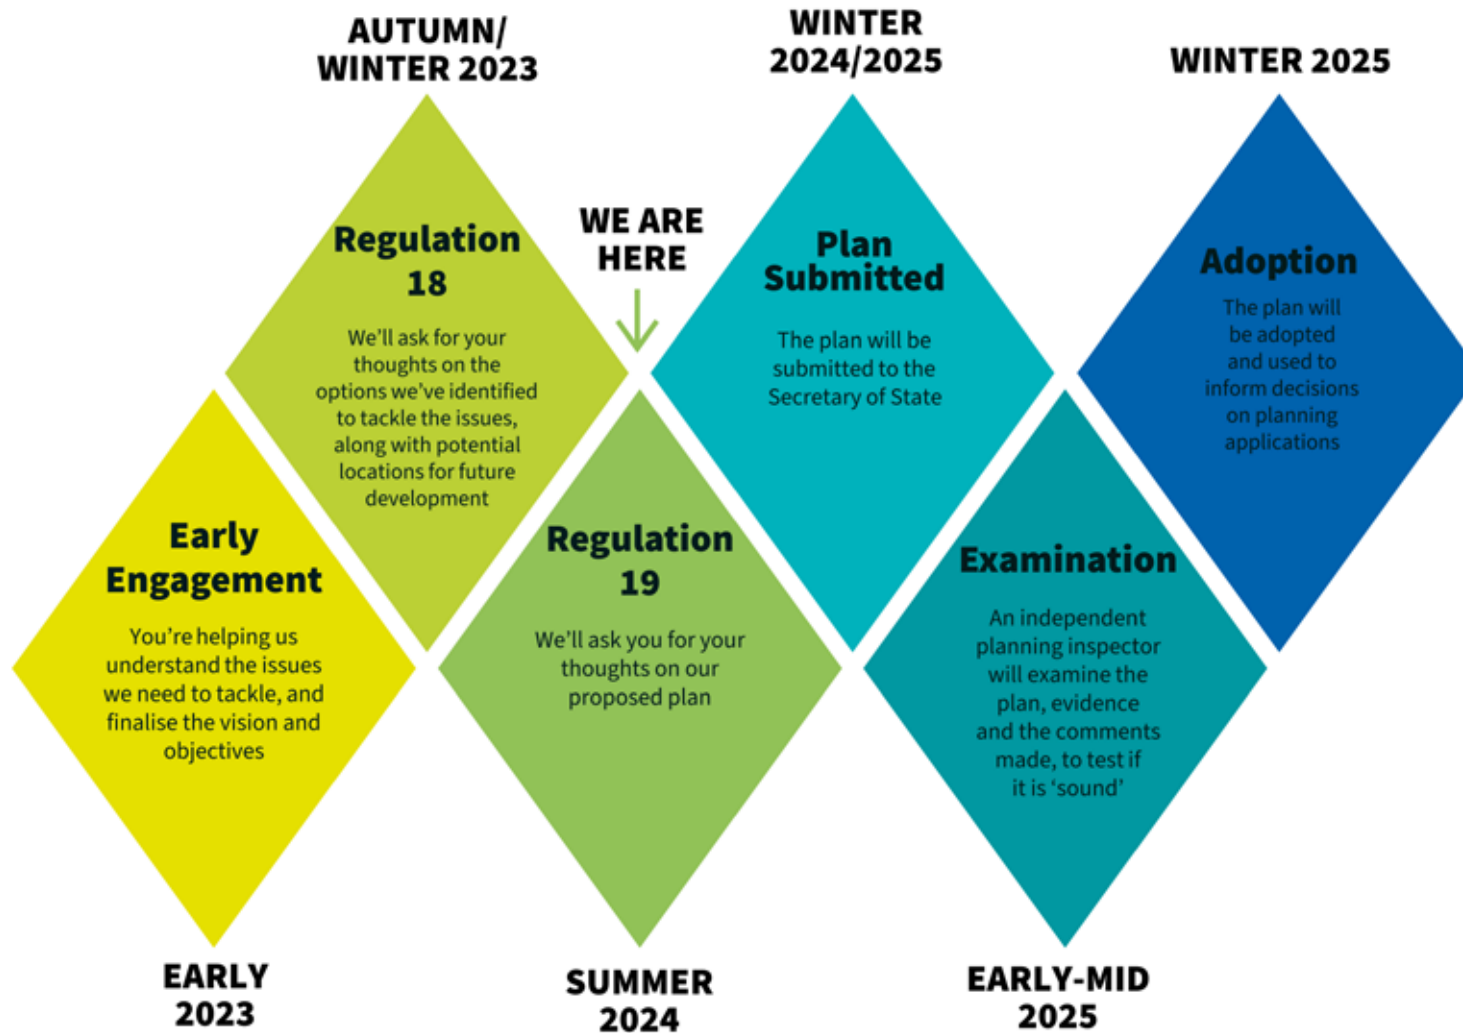 EARLY
2023
Early
Engagement
You're helping us
understand the issues
we need to tackle, and
finalise the vision and
objectives
AUTUMN/
WINTER 2023
Regulation
18
We'll ask for your
thoughts on the
options we've identified
to tackle the issues,
along with potential
locations for future
development
WE ARE
HERE
Regulation
19
We'll ask you for your
thoughts on our
proposed plan
SUMMER
2024
WINTER
2024/2025
Plan
Submitted
The plan will be
submitted to the
Secretary of State
Examination
An independent
planning inspector
will examine the
plan, evidence
and the comments
made, to test if
it is ‘sound’
EARLY-MID
2025
WINTER 2025
Adoption
The plan will
be adopted
and used to
inform decisions
on planning
applications